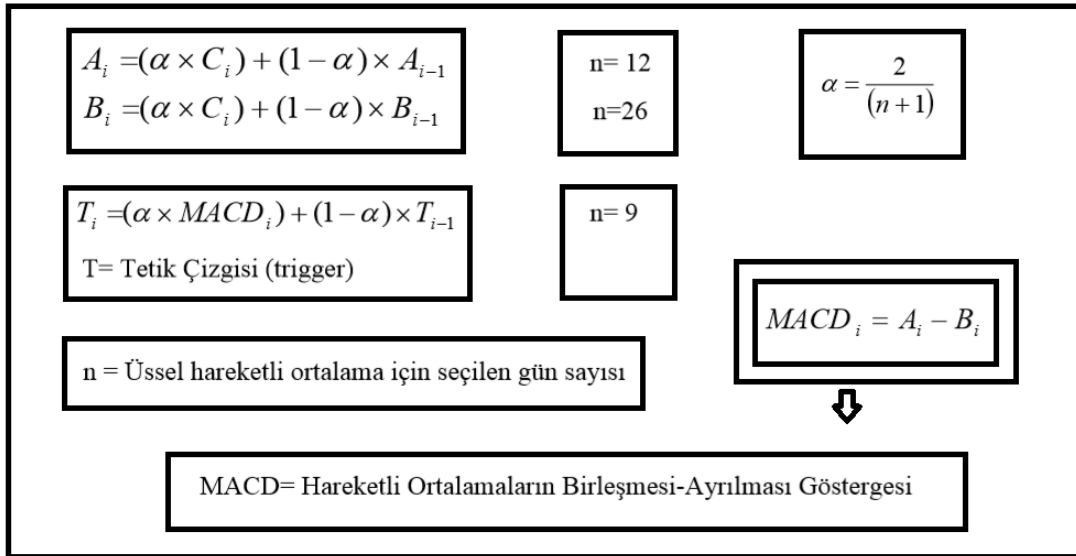 A_i =(α × C_i) + (1 − α) × A_{i−1}
B_i =(α × C_i) + (1 − α) × B_{i−1}
n= 12
n=26
α = 2 / (n + 1)
T_i =(α × MACD_i) + (1 − α) × T_{i−1}
T= Tetik Çizgisi (trigger)
n= 9
MACD_i = A_i − B_i
n = Üssel hareketli ortalama için seçilen gün sayısı
MACD= Hareketli Ortalamaların Birleşmesi-Ayrılması Göstergesi